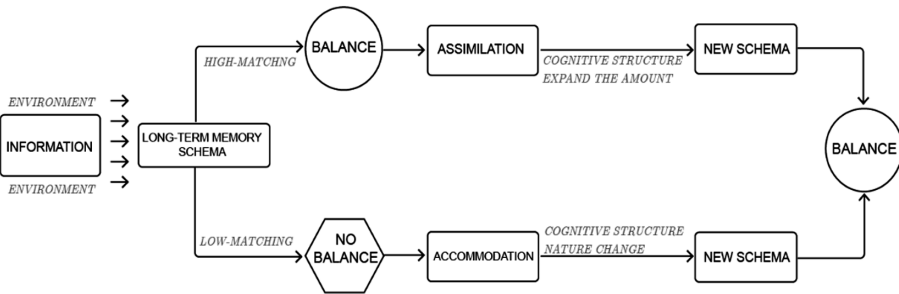 ENVIRONMENT
INFORMATION
ENVIRONMENT
LONG-TERM MEMORY
SCHEMA
HIGH-MATCHNG
BALANCE
ASSIMILATION
COGNITIVE STRUCTURE
EXPAND THE AMOUNT
NEW SCHEMA
BALANCE
LOW-MATCHING
NO
BALANCE
ACCOMMODATION
COGNITIVE STRUCTURE
NATURE CHANGE
NEW SCHEMA